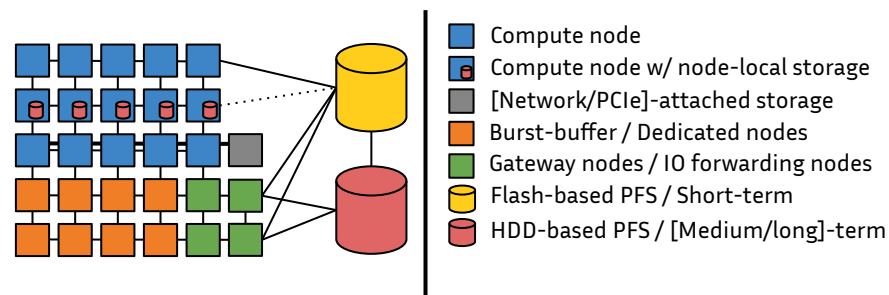 Compute node
Compute node w/ node-local storage
[Network/PCIe]-attached storage
Burst-buffer / Dedicated nodes
Gateway nodes / IO forwarding nodes
Flash-based PFS / Short-term
HDD-based PFS / [Medium/long]-term